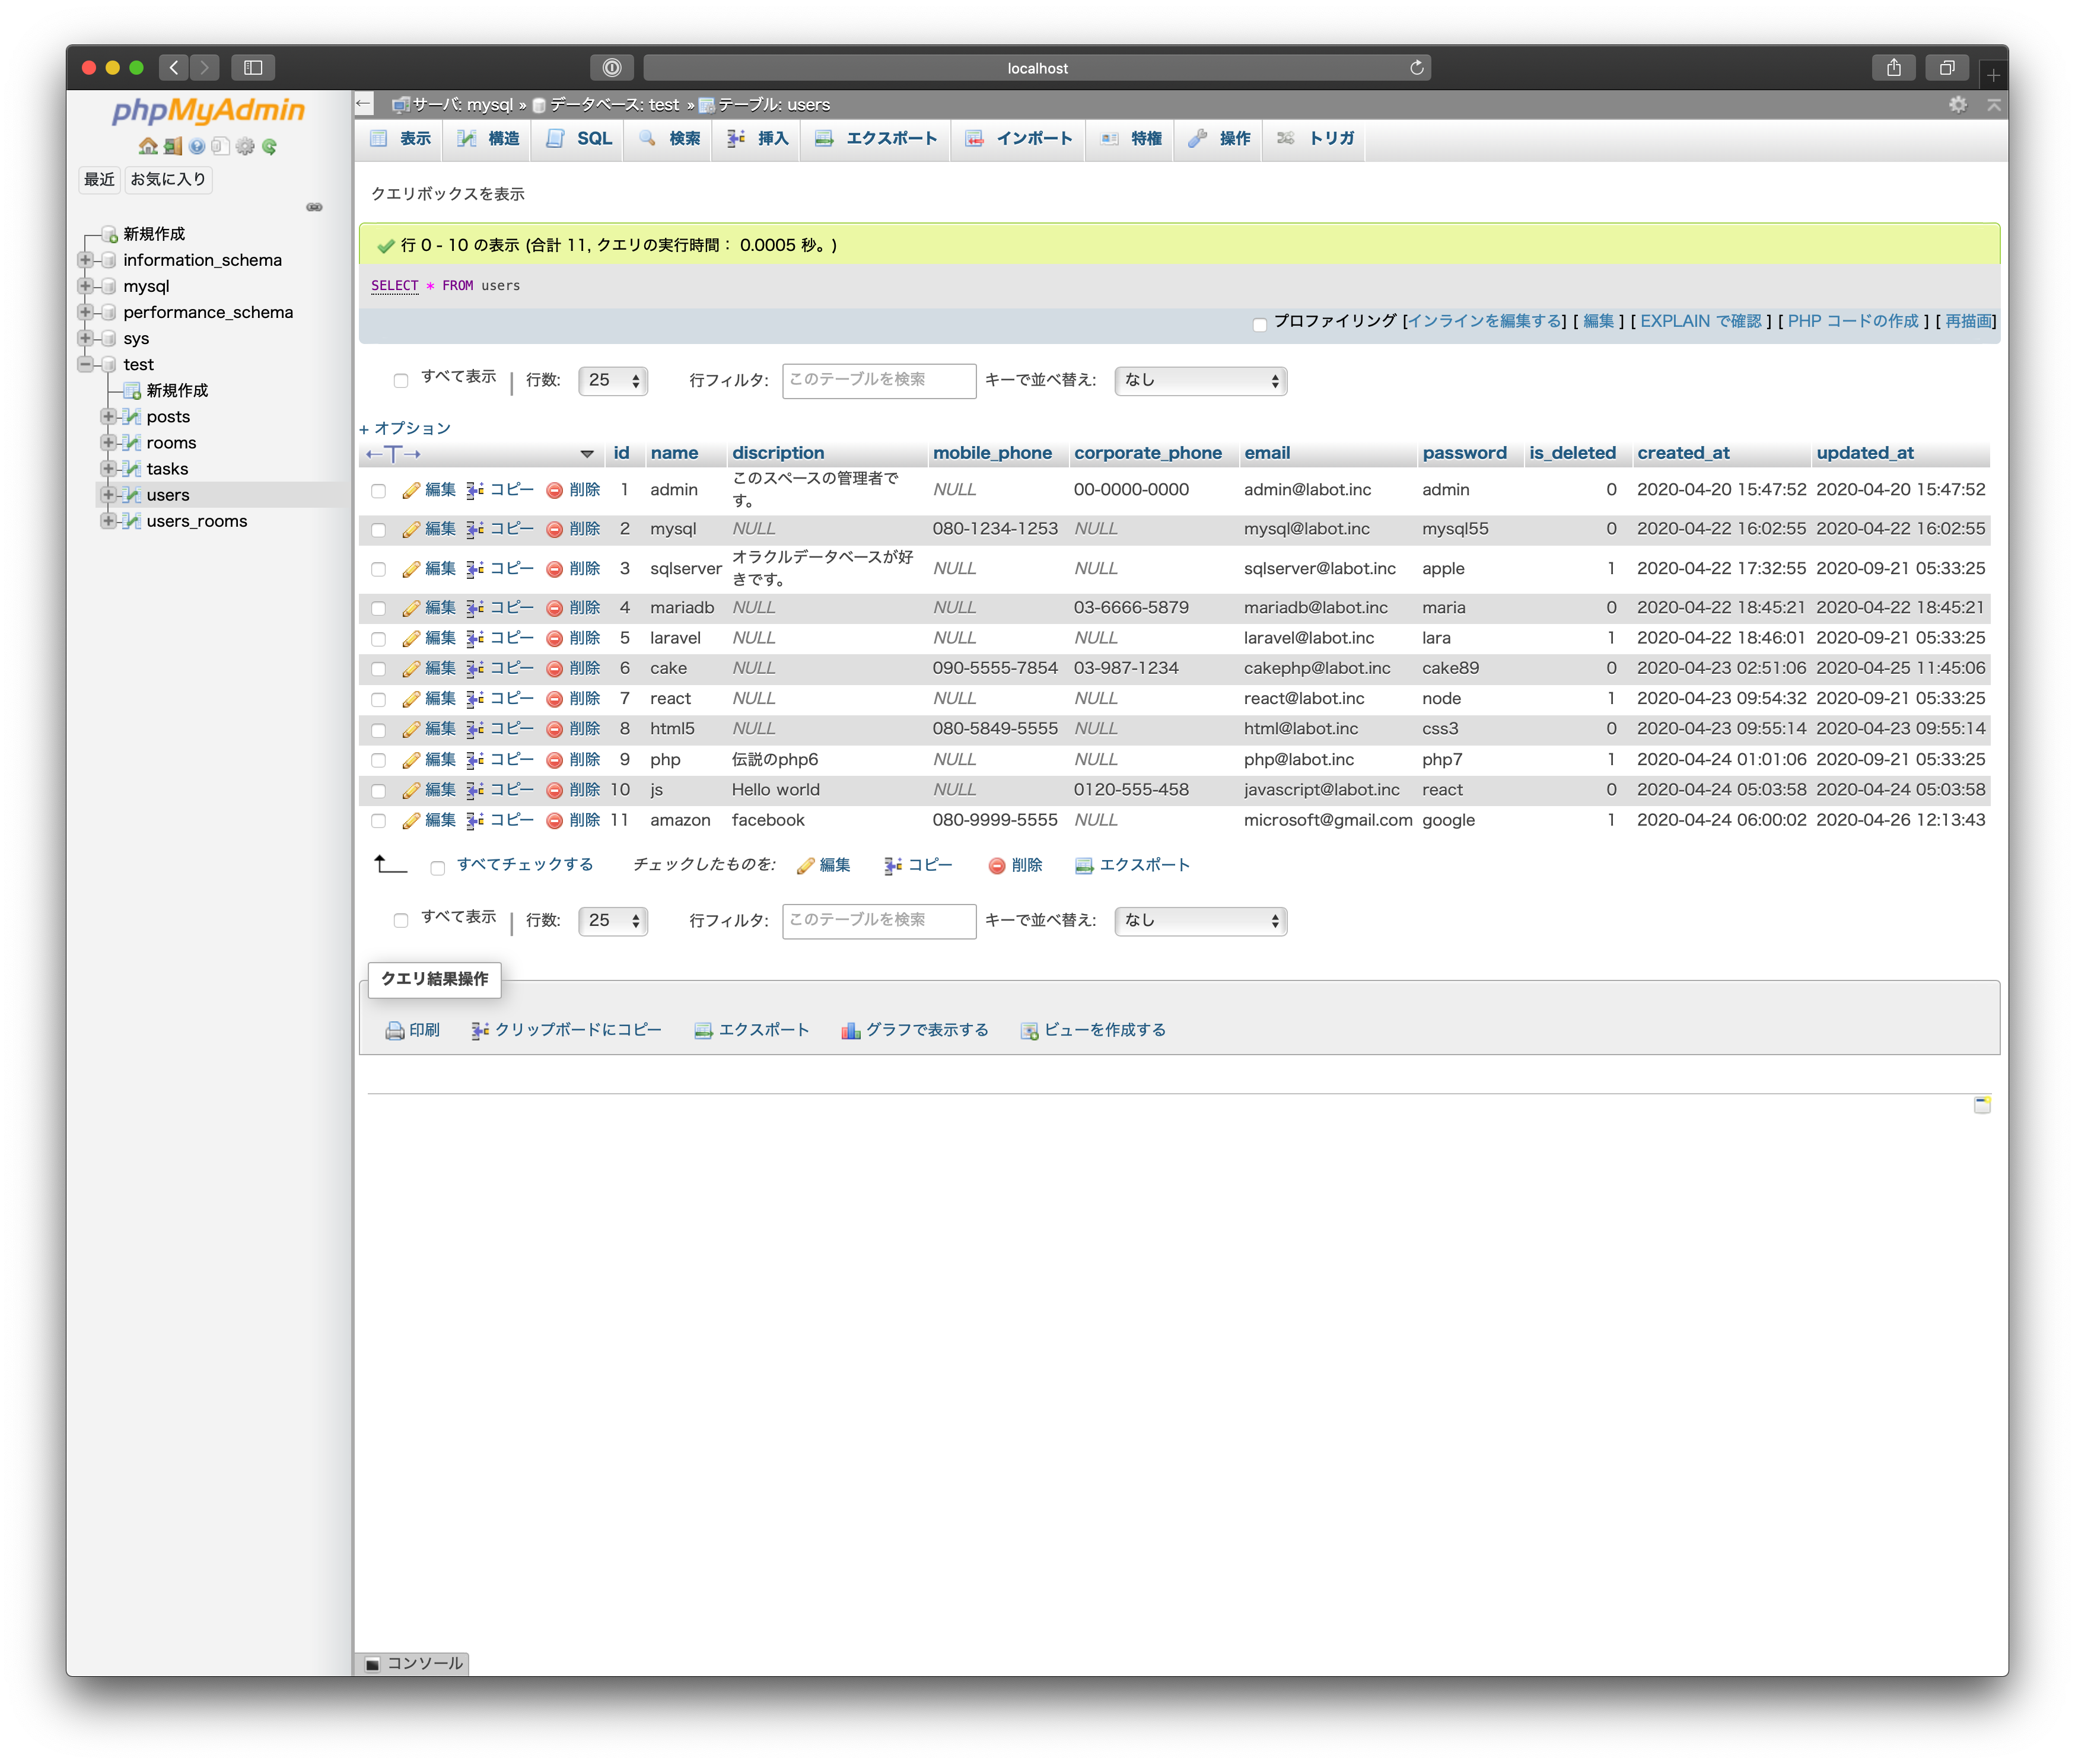 localhost
phpMyAdmin
最近 お気に入り
新規作成
information_schema
mysql
performance_schema
sys
test
新規作成
posts
rooms
tasks
users
users_rooms
サーバ: mysql » データベース: test » テーブル: users
表示 構造 SQL 検索 挿入 エクスポート インポート 特権 操作 トリガ
クエリボックスを表示
行 0 - 10 の表示 (合計 11, クエリの実行時間： 0.0005 秒。)
SELECT * FROM users
プロファイリング [インラインを編集する] [ 編集 ] [ EXPLAIN で確認 ] [ PHP コードの作成 ] [ 再描画]
すべて表示 | 行数: 25 行フィルタ: このテーブルを検索 キーで並べ替え: なし
+ オプション
←T→ id name discription mobile_phone corporate_phone email password is_deleted created_at updated_at
編集 コピー 削除 1 admin このスペースの管理者で NULL 00-0000-0000 admin@labot.inc admin 0 2020-04-20 15:47:52 2020-04-20 15:47:52
す。
編集 コピー 削除 2 mysql NULL 080-1234-1253 NULL mysql@labot.inc mysql55 0 2020-04-22 16:02:55 2020-04-22 16:02:55
編集 コピー 削除 3 sqlserver オラクルデータベースが好 NULL NULL sqlserver@labot.inc apple 1 2020-04-22 17:32:55 2020-09-21 05:33:25
きです。
編集 コピー 削除 4 mariadb NULL NULL 03-6666-5879 mariadb@labot.inc maria 0 2020-04-22 18:45:21 2020-04-22 18:45:21
編集 コピー 削除 5 laravel NULL NULL NULL laravel@labot.inc lara 1 2020-04-22 18:46:01 2020-09-21 05:33:25
編集 コピー 削除 6 cake NULL 090-5555-7854 03-987-1234 cakephp@labot.inc cake89 0 2020-04-23 02:51:06 2020-04-25 11:45:06
編集 コピー 削除 7 react NULL NULL NULL react@labot.inc node 1 2020-04-23 09:54:32 2020-09-21 05:33:25
編集 コピー 削除 8 html5 NULL 080-5849-5555 NULL html@labot.inc css3 0 2020-04-23 09:55:14 2020-04-23 09:55:14
編集 コピー 削除 9 php 伝説のphp6 NULL NULL php@labot.inc php7 1 2020-04-24 01:01:06 2020-09-21 05:33:25
編集 コピー 削除 10 js Hello world NULL 0120-555-458 javascript@labot.inc react 0 2020-04-24 05:03:58 2020-04-24 05:03:58
編集 コピー 削除 11 amazon facebook 080-9999-5555 NULL microsoft@gmail.com google 1 2020-04-24 06:00:02 2020-04-26 12:13:43
すべてチェックする チェックしたものを: 編集 コピー 削除 エクスポート
すべて表示 | 行数: 25 行フィルタ: このテーブルを検索 キーで並べ替え: なし
クエリ結果操作
印刷 クリップボードにコピー エクスポート グラフで表示する ビューを作成する
コンソール